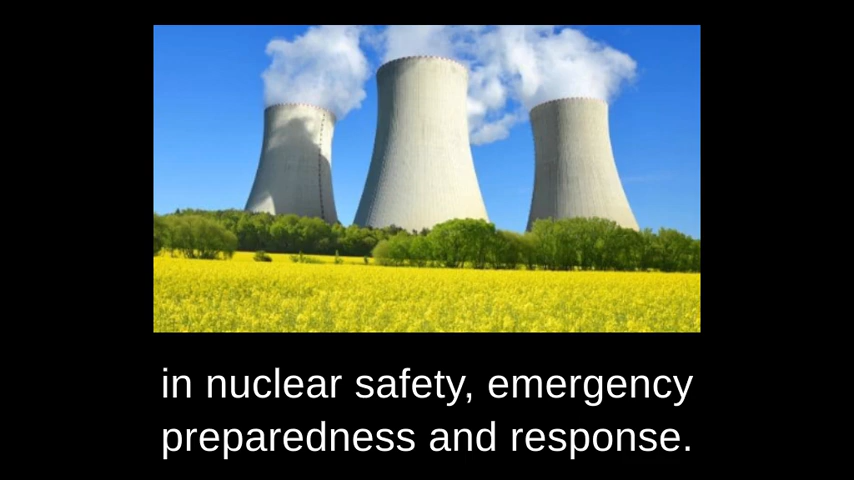 in nuclear safety, emergency
preparedness and response.